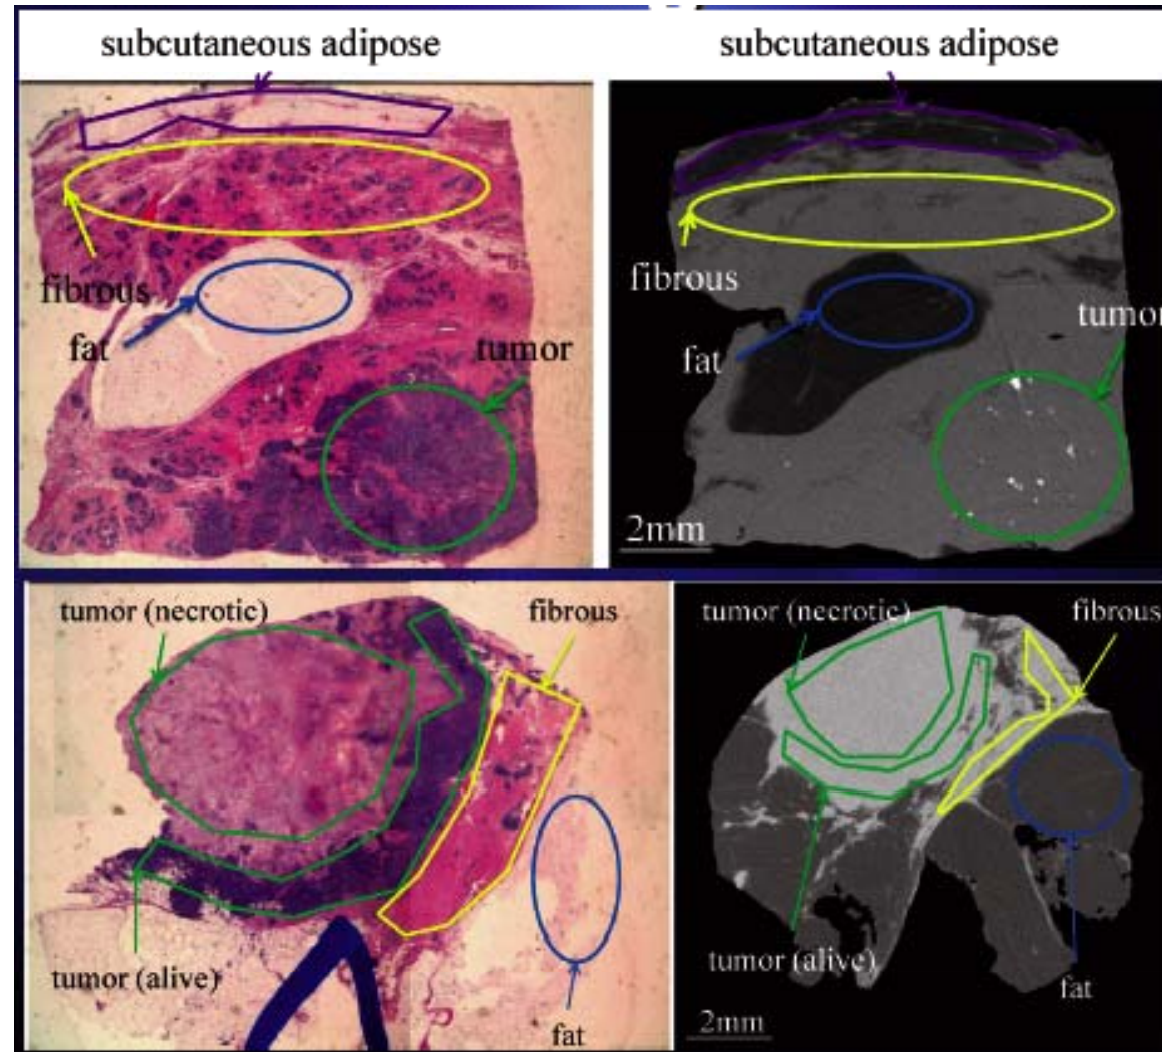 subcutaneous adipose
subcutaneous adipose
fibrous
fat
tumor
fibrous
fat
tumor
2mm
tumor (necrotic)
fibrous
tumor (alive)
fat
tumor (necrotic)
fibrous
tumor (alive)
fat
2mm